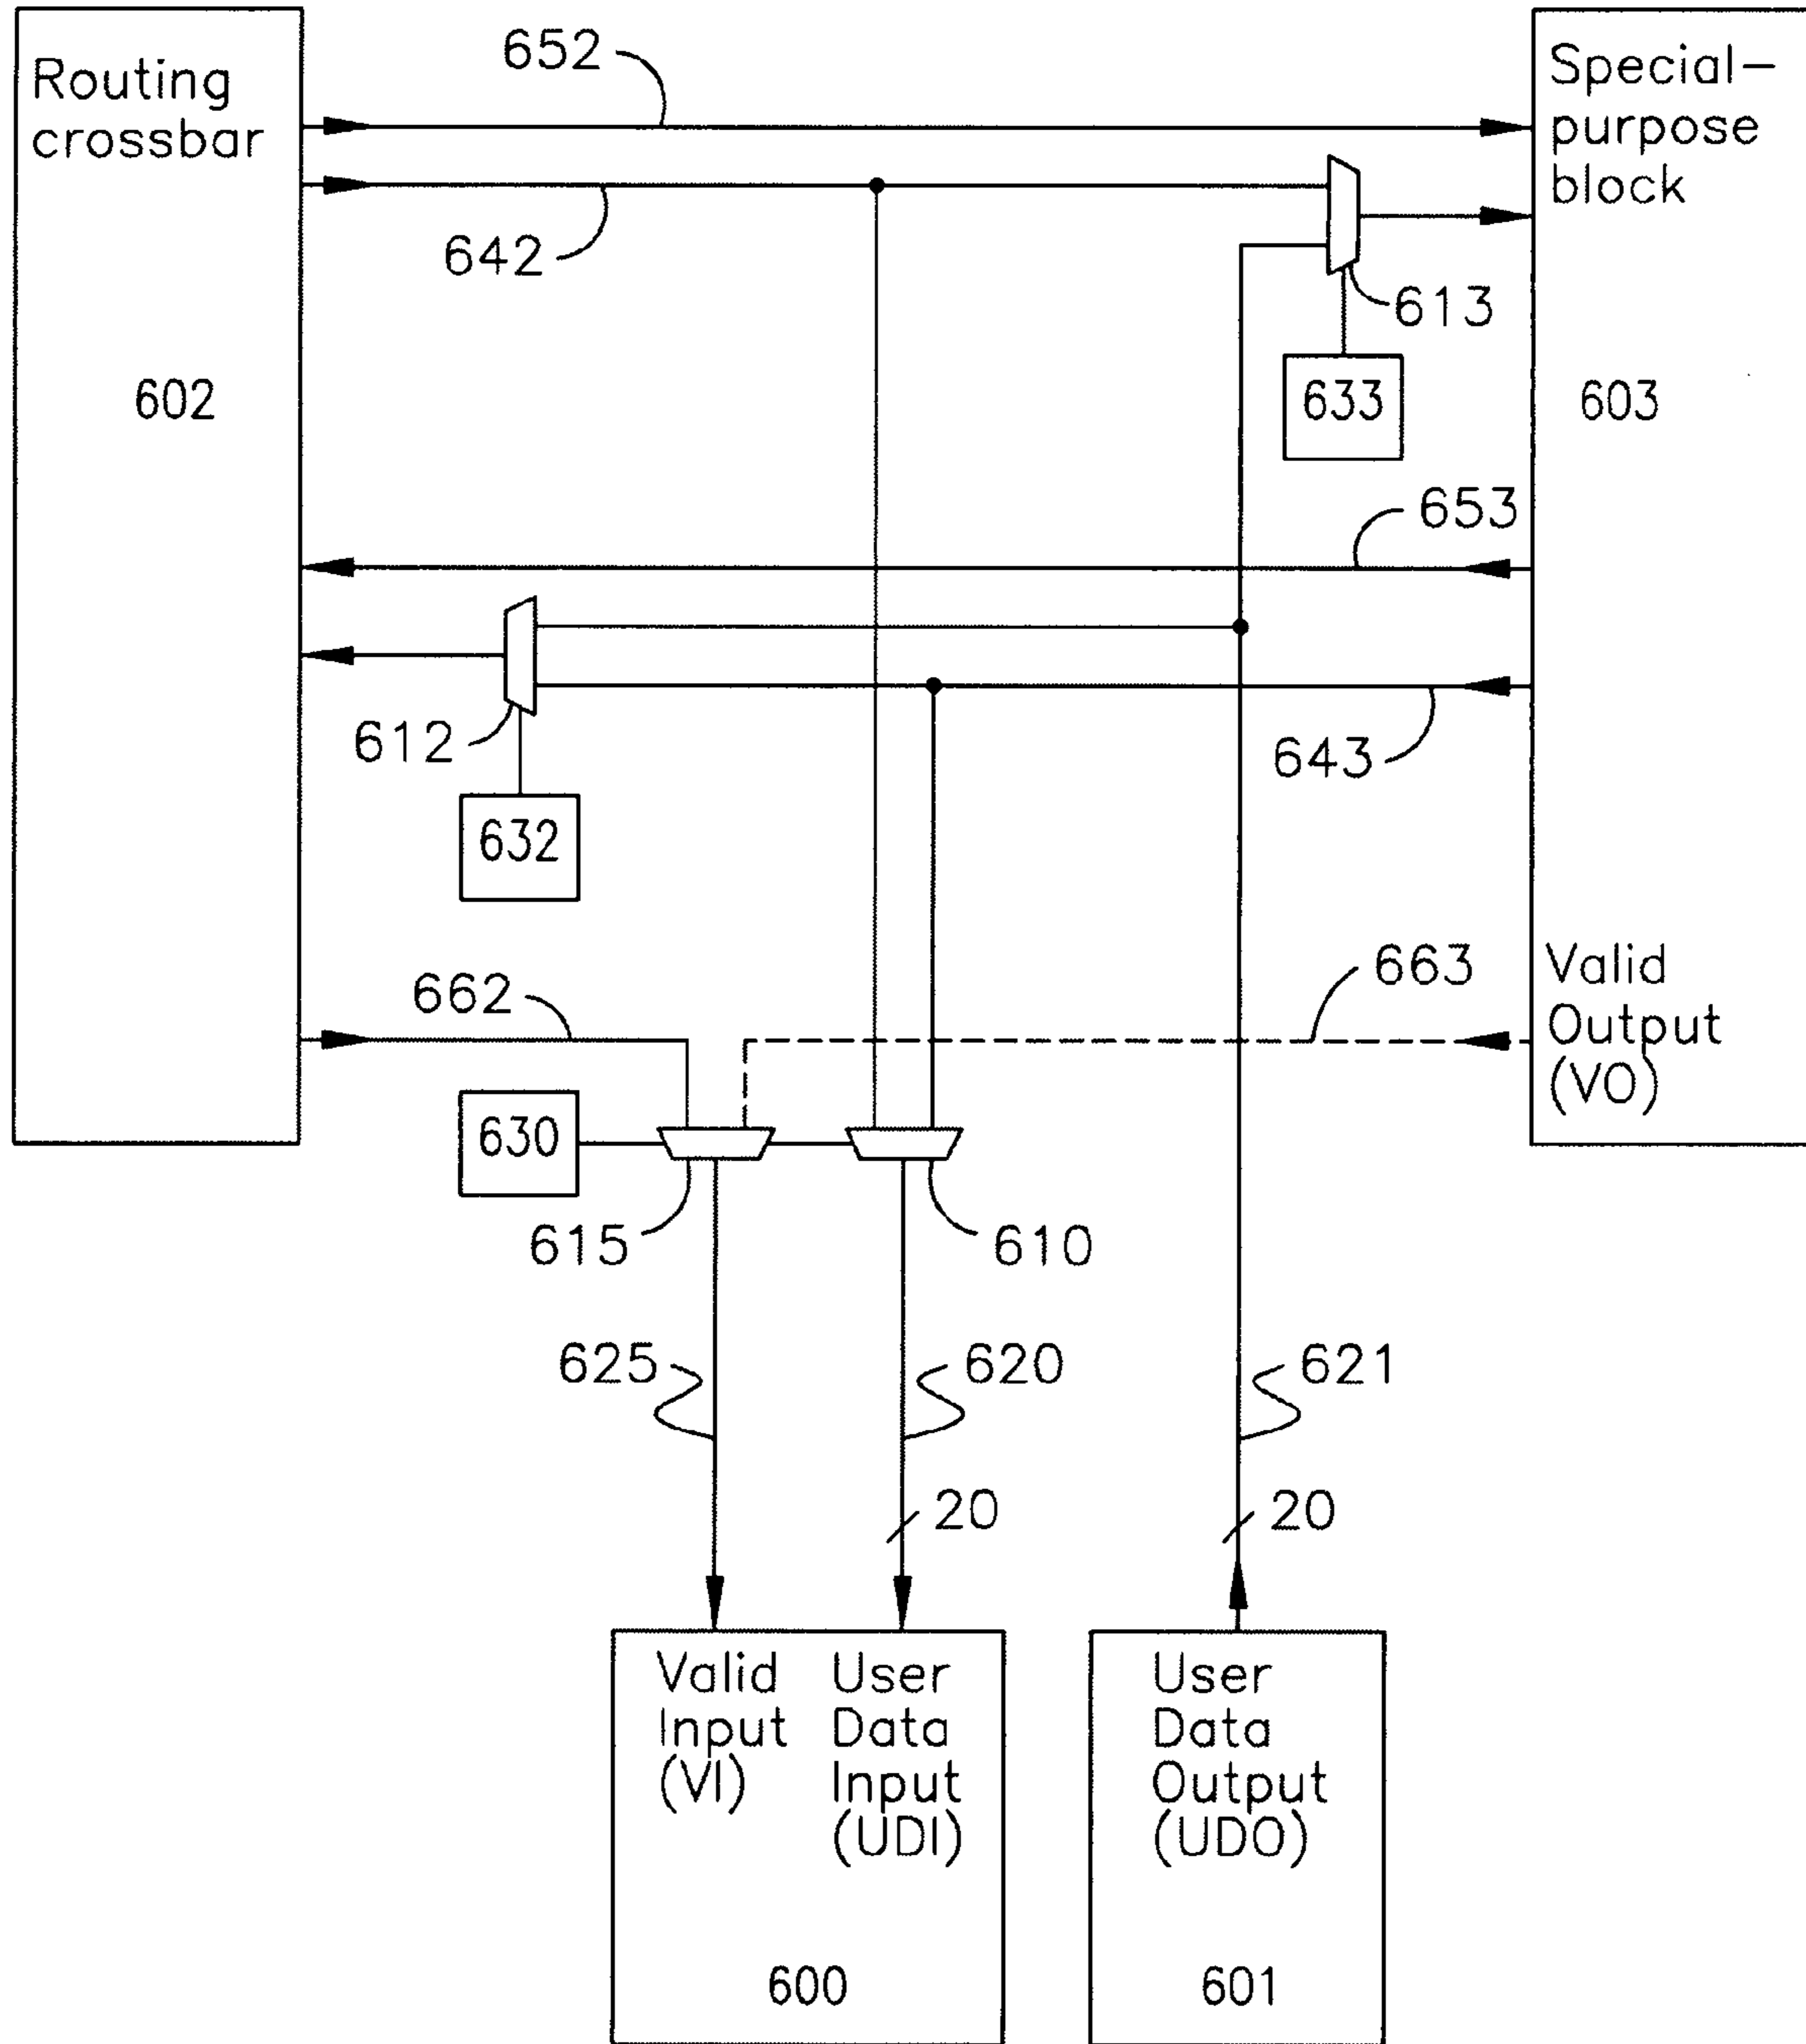 Routing
crossbar
602
652
642
Special-
purpose
block
613
633
603
653
612
643
632
662
663
Valid
Output
(VO)
630
615
610
625
620
621
20
20
Valid
Input
(VI)
User
Data
Input
(UDI)
600
User
Data
Output
(UDO)
601